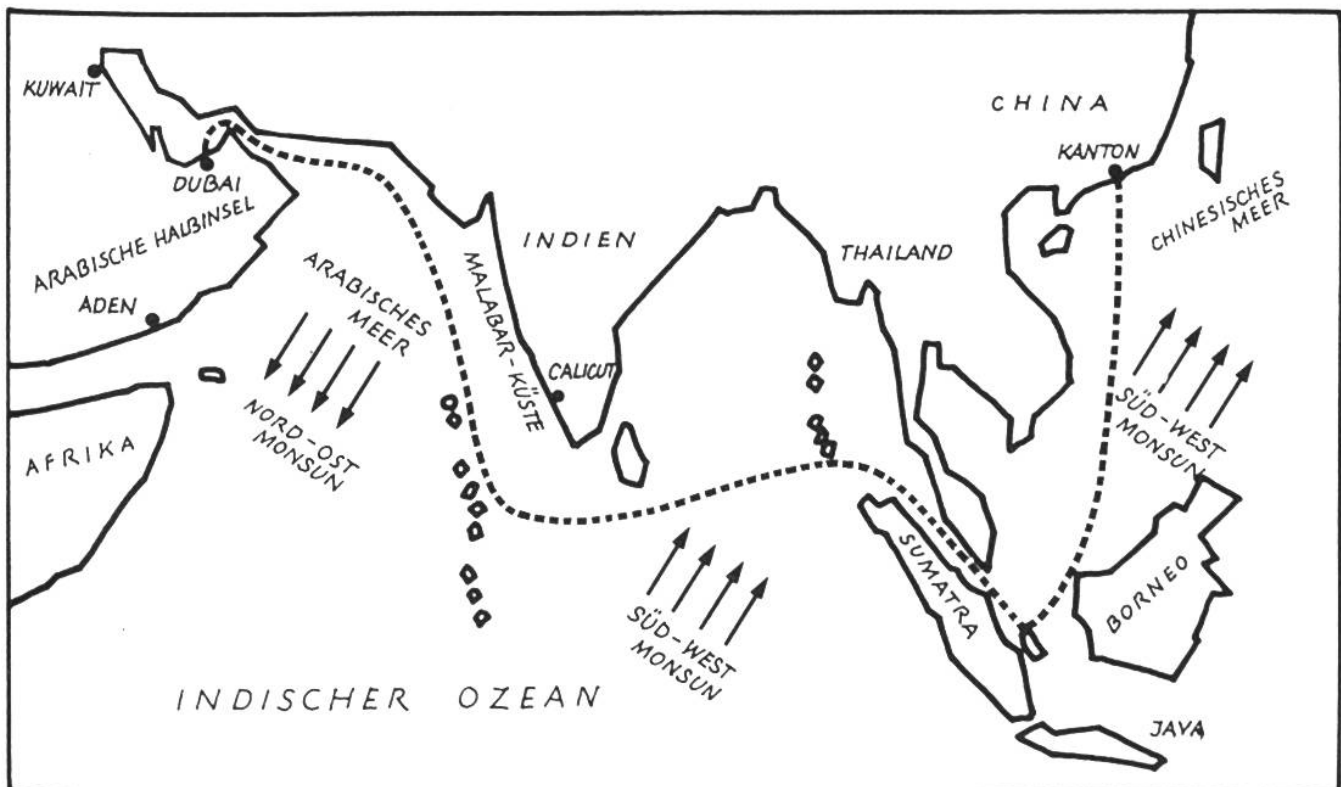 KUWAIT
DUBAI
ARABISCHE HALBINSEL
ADEN
AFRIKA
ARABISCHES
MEER
NORD-OST
MONSUN
INDIEN
MALABAR-KÜSTE
CALICUT
INDISCHER OZEAN
SÜD-WEST
MONSUN
THAILAND
SUMATRA
CHINA
KANTON
CHINESISCHES
MEER
SÜD-WEST
MONSUN
BORNEO
JAVA